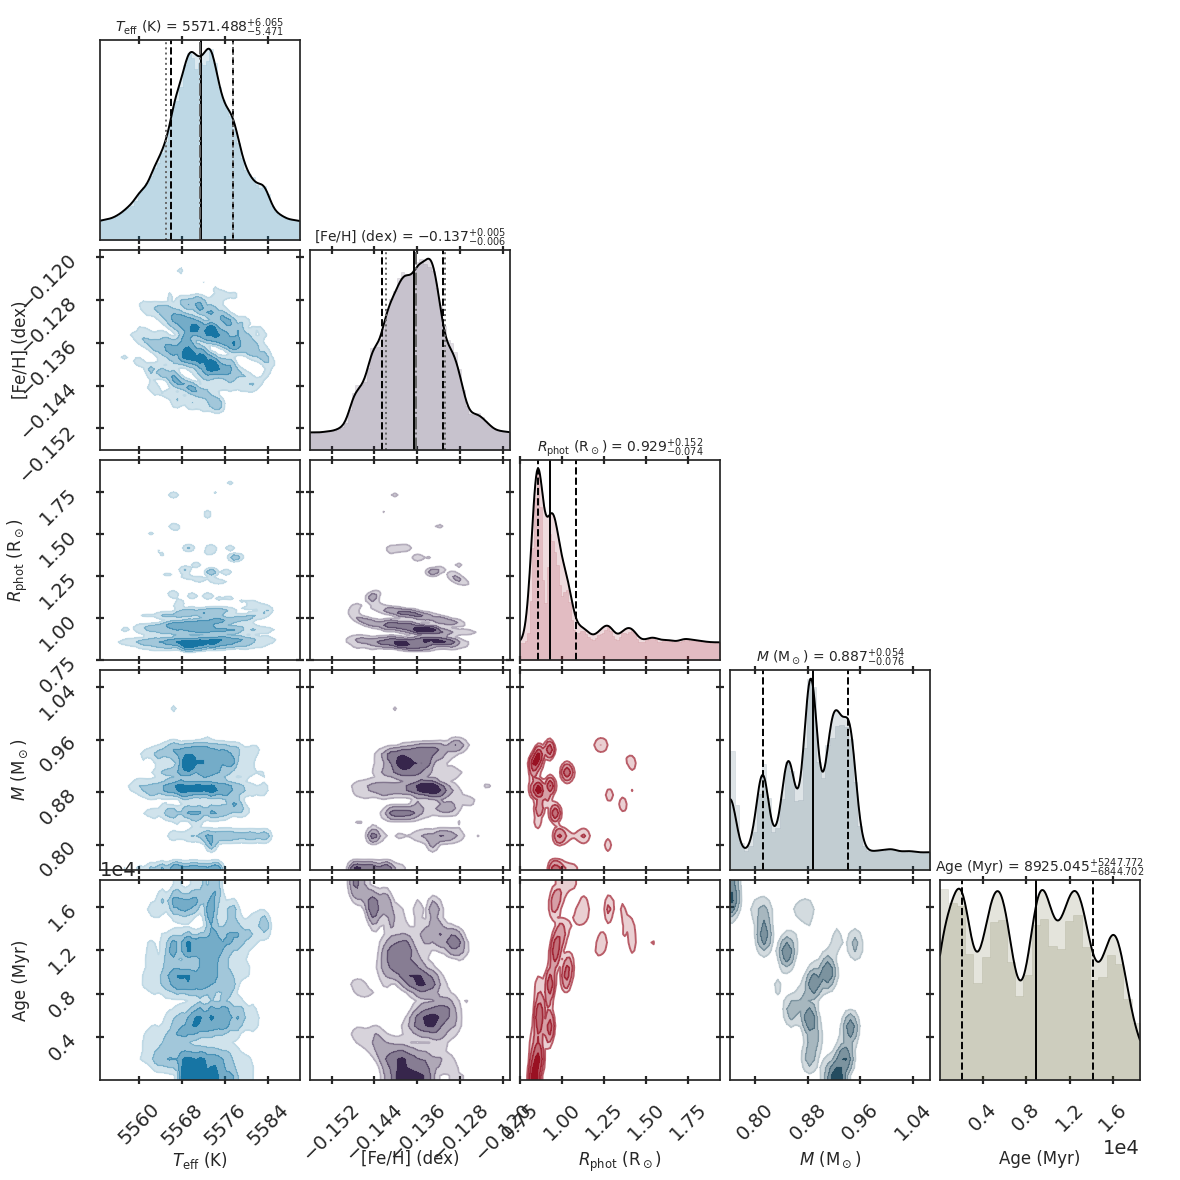 T_eff (K) = 5571.488 +6.065 −5.471
[Fe/H] (dex) = −0.137 +0.005 −0.006
−0.120
−0.128
−0.136
−0.144
−0.152
[Fe/H] (dex)
R_phot (R⊙) = 0.929 +0.152 −0.074
1.75
1.50
1.25
1.00
0.75
R_phot (R⊙)
M (M⊙) = 0.887 +0.054 −0.076
1.04
0.96
0.88
0.80
M (M⊙)
1e4
Age (Myr) = 8925.045 +5247.772 −6844.702
1.6
1.2
0.8
0.4
Age (Myr)
5560 5568 5576 5584
T_eff (K)
−0.152 −0.144 −0.136 −0.128 −0.120
[Fe/H] (dex)
0.75 1.00 1.25 1.50 1.75
R_phot (R⊙)
0.80 0.88 0.96 1.04
M (M⊙)
0.4 0.8 1.2 1.6
1e4
Age (Myr)